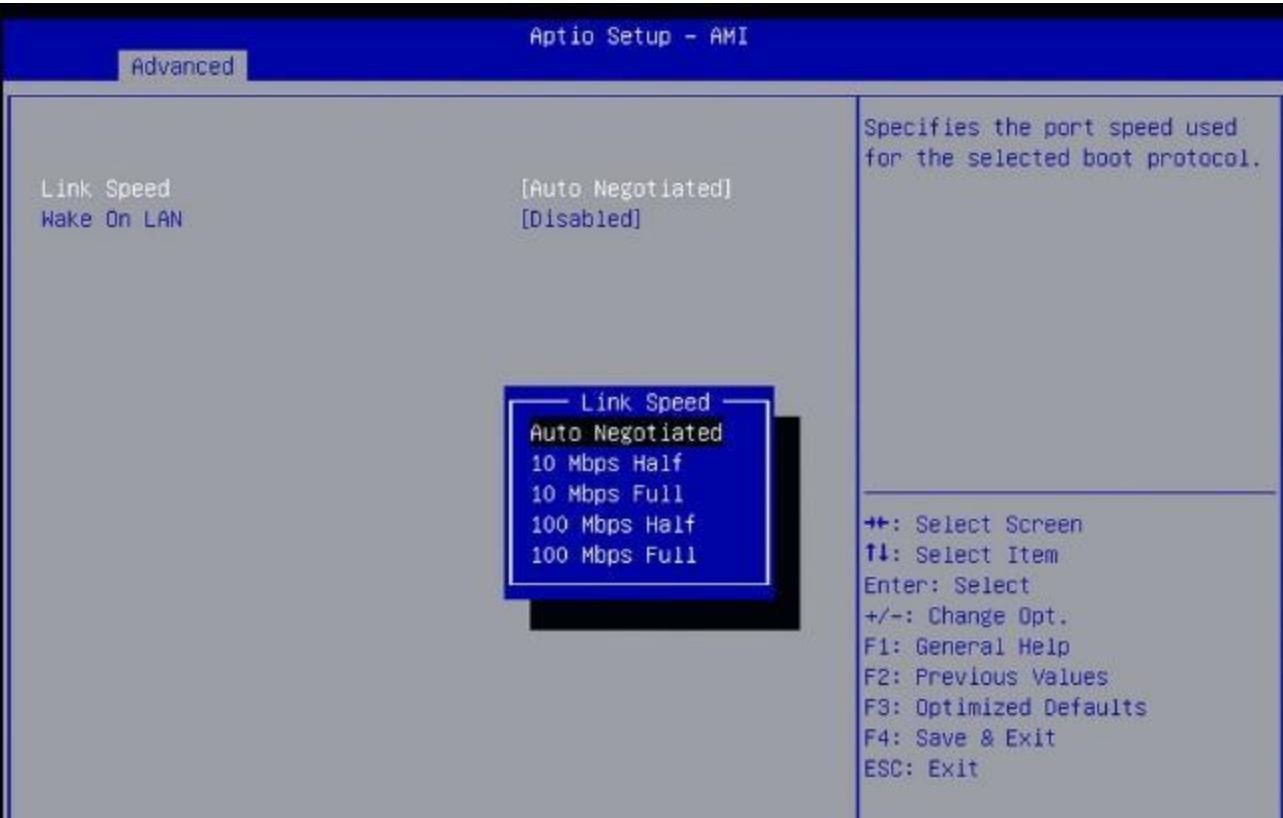 Aptio Setup - AMI
Advanced
Link Speed [Auto Negotiated]
Wake On LAN [Disabled]
Link Speed
Auto Negotiated
10 Mbps Half
10 Mbps Full
100 Mbps Half
100 Mbps Full
Specifies the port speed used
for the selected boot protocol.
→←: Select Screen
↑↓: Select Item
Enter: Select
+/-: Change Opt.
F1: General Help
F2: Previous Values
F3: Optimized Defaults
F4: Save & Exit
ESC: Exit